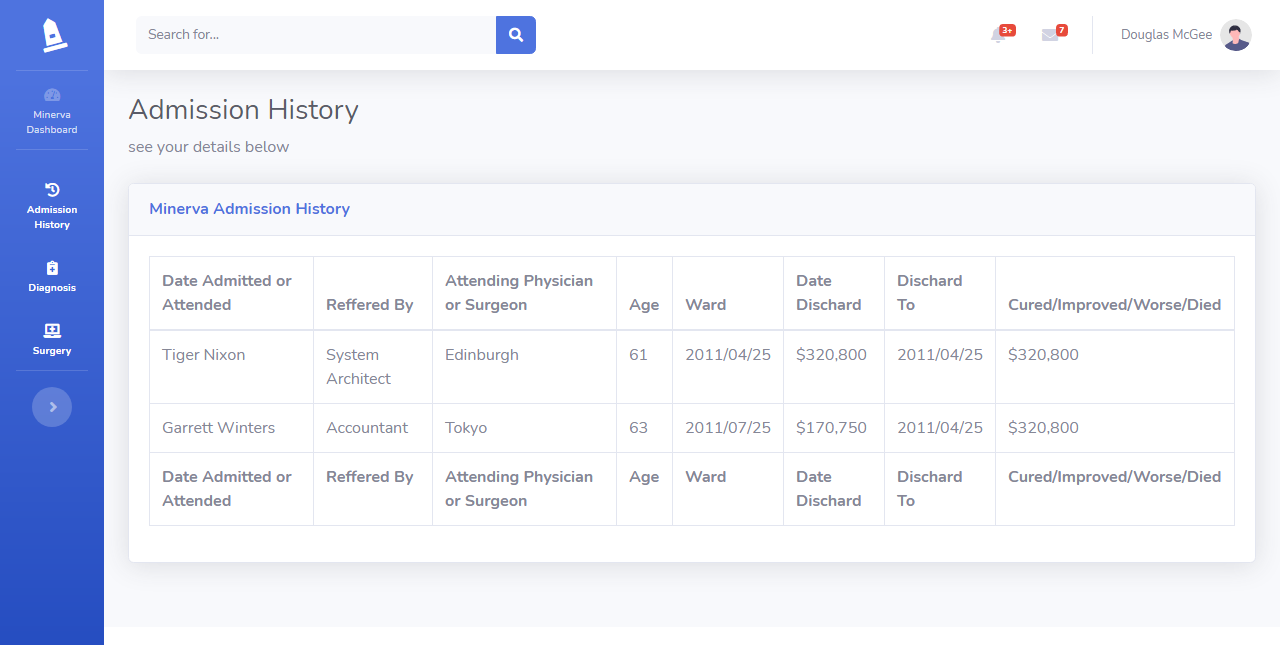 Search for...
3+
7
Douglas McGee
Minerva
Dashboard
Admission
History
Diagnosis
Surgery
Admission History
see your details below
Minerva Admission History
Date Admitted or Attended Reffered By Attending Physician or Surgeon Age Ward Date Dischard Dischard To Cured/Improved/Worse/Died
Tiger Nixon System Architect Edinburgh 61 2011/04/25 $320,800 2011/04/25 $320,800
Garrett Winters Accountant Tokyo 63 2011/07/25 $170,750 2011/04/25 $320,800
Date Admitted or Attended Reffered By Attending Physician or Surgeon Age Ward Date Dischard Dischard To Cured/Improved/Worse/Died